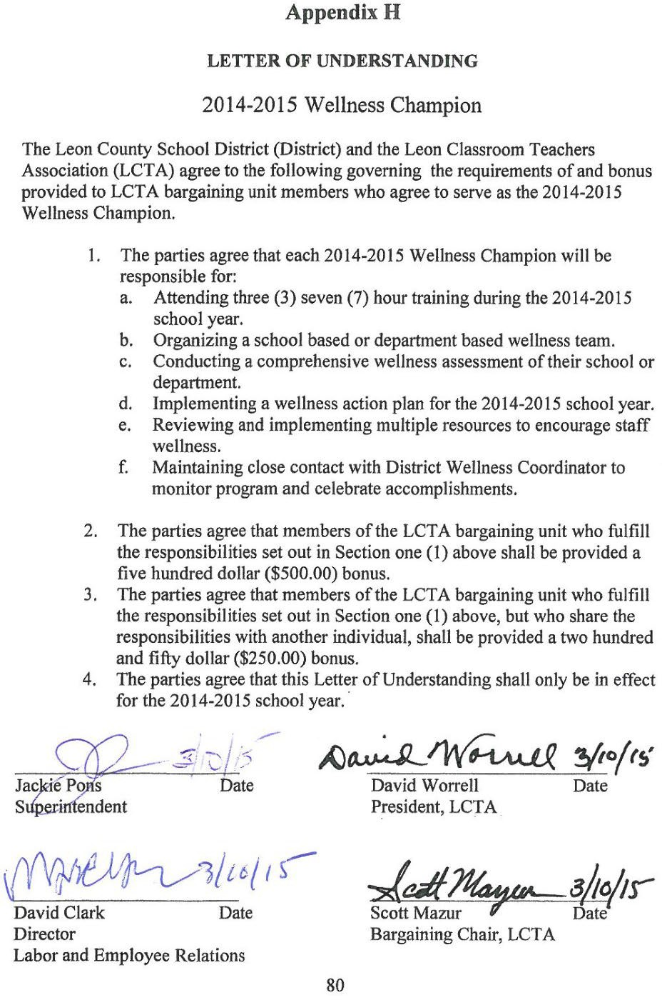 Appendix H
LETTER OF UNDERSTANDING
2014-2015 Wellness Champion
The Leon County School District (District) and the Leon Classroom Teachers
Association (LCTA) agree to the following governing the requirements of and bonus
provided to LCTA bargaining unit members who agree to serve as the 2014-2015
Wellness Champion.
1. The parties agree that each 2014-2015 Wellness Champion will be
responsible for:
a. Attending three (3) seven (7) hour training during the 2014-2015
school year.
b. Organizing a school based or department based wellness team.
c. Conducting a comprehensive wellness assessment of their school or
department.
d. Implementing a wellness action plan for the 2014-2015 school year.
e. Reviewing and implementing multiple resources to encourage staff
wellness.
f. Maintaining close contact with District Wellness Coordinator to
monitor program and celebrate accomplishments.
2. The parties agree that members of the LCTA bargaining unit who fulfill
the responsibilities set out in Section one (1) above shall be provided a
five hundred dollar ($500.00) bonus.
3. The parties agree that members of the LCTA bargaining unit who fulfill
the responsibilities set out in Section one (1) above, but who share the
responsibilities with another individual, shall be provided a two hundred
and fifty dollar ($250.00) bonus.
4. The parties agree that this Letter of Understanding shall only be in effect
for the 2014-2015 school year.
3/10/15
Jackie Pons Date
Superintendent
David Worrell 3/10/15
David Worrell Date
President, LCTA
3/10/15
David Clark Date
Director
Labor and Employee Relations
Scott Mazur 3/10/15
Scott Mazur Date
Bargaining Chair, LCTA
80